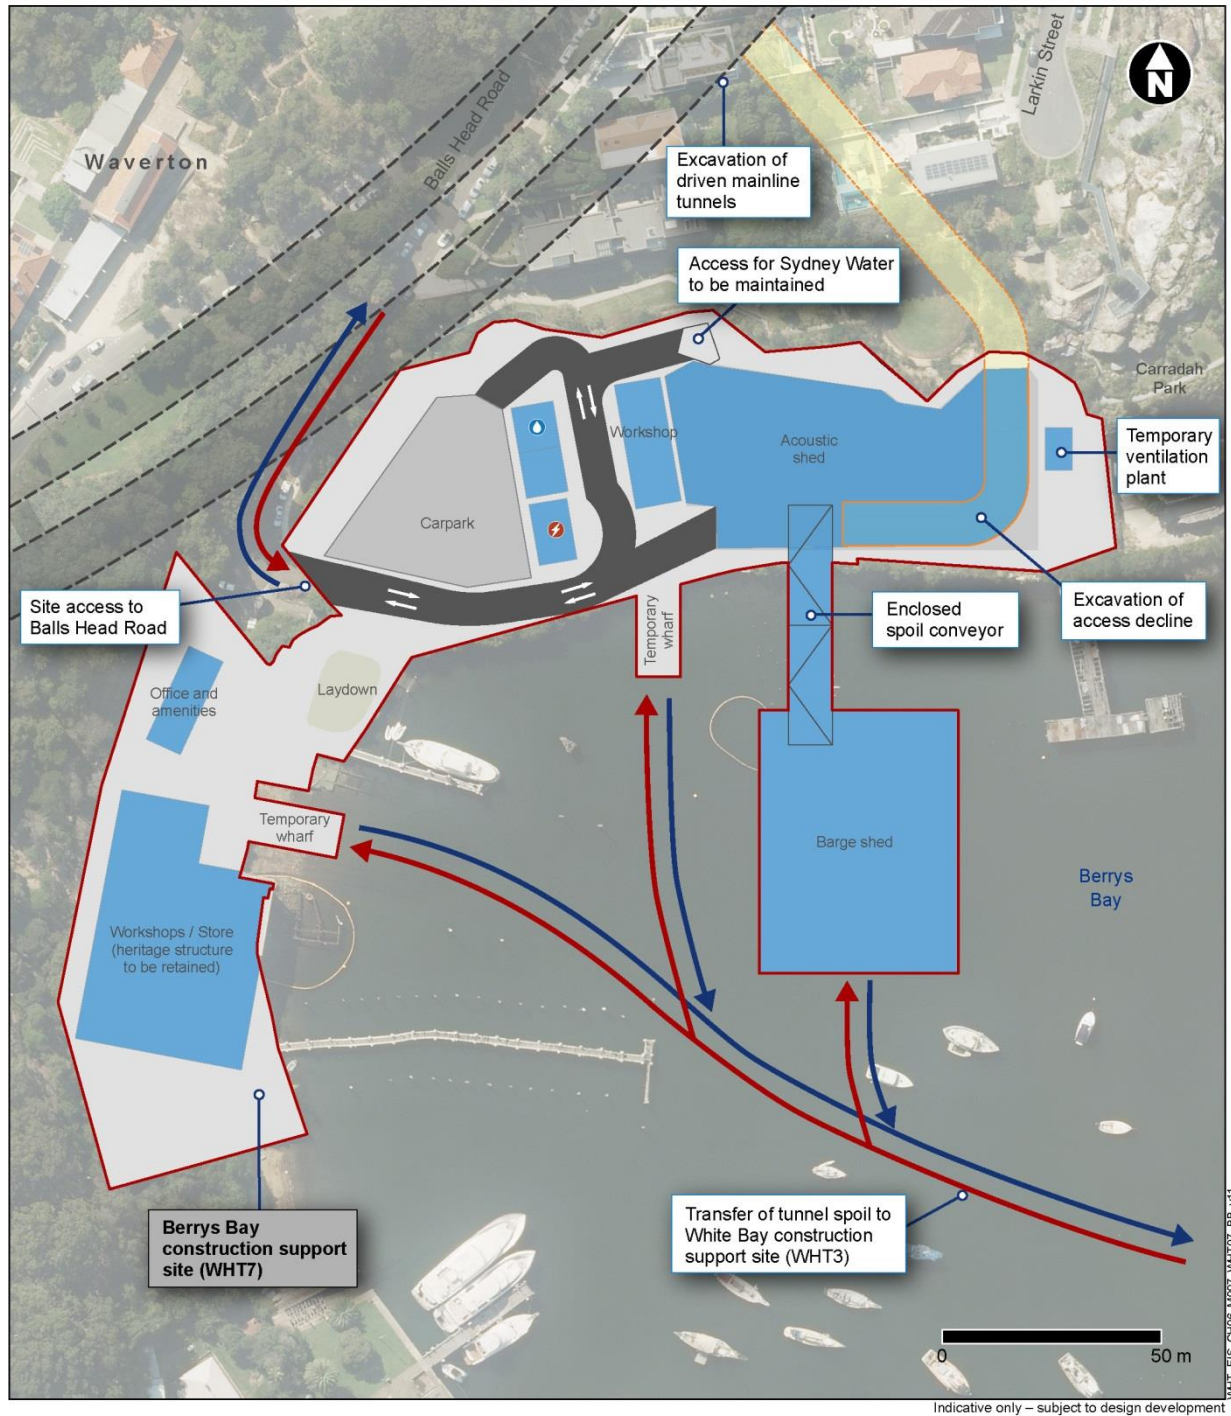 Waverton
Balls Head Road
Larkin Street
N
Excavation of
driven mainline
tunnels
Access for Sydney Water
to be maintained
Carradah
Park
Workshop
Acoustic
shed
Temporary
ventilation
plant
Carpark
Site access to
Balls Head Road
Temporary
wharf
Enclosed
spoil conveyor
Excavation of
access decline
Office and
amenities
Laydown
Temporary
wharf
Barge shed
Berrys
Bay
Workshops / Store
(heritage structure
to be retained)
Berrys Bay
construction support
site (WHT7)
Transfer of tunnel spoil to
White Bay construction
support site (WHT3)
0
50 m
Indicative only – subject to design development